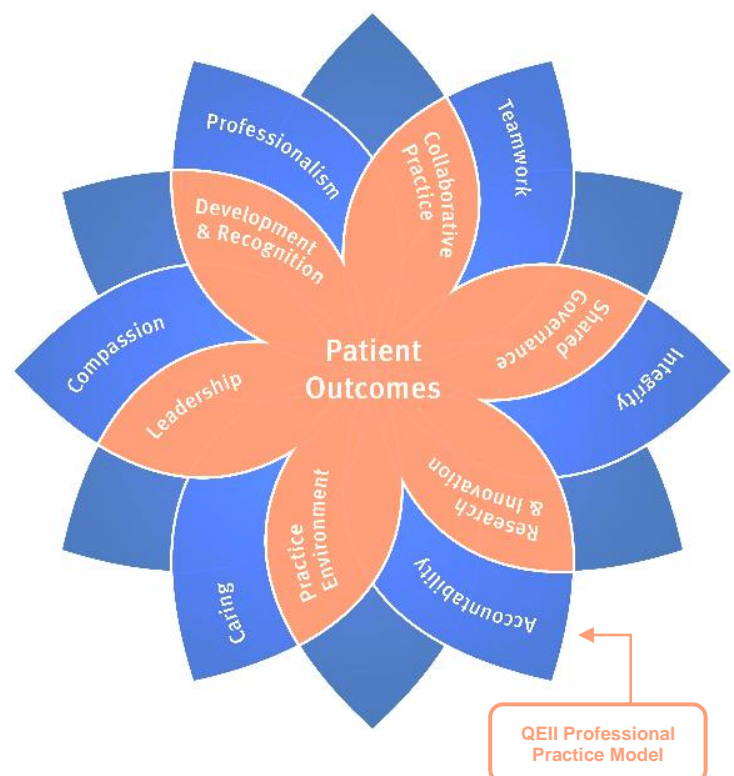 Professionalism
Teamwork
Collaborative
Practice
Development
& Recognition
Shared
Governance
Integrity
Compassion
Patient
Outcomes
Leadership
Research
& Innovation
Practice
Environment
Accountability
Caring
QEII Professional
Practice Model